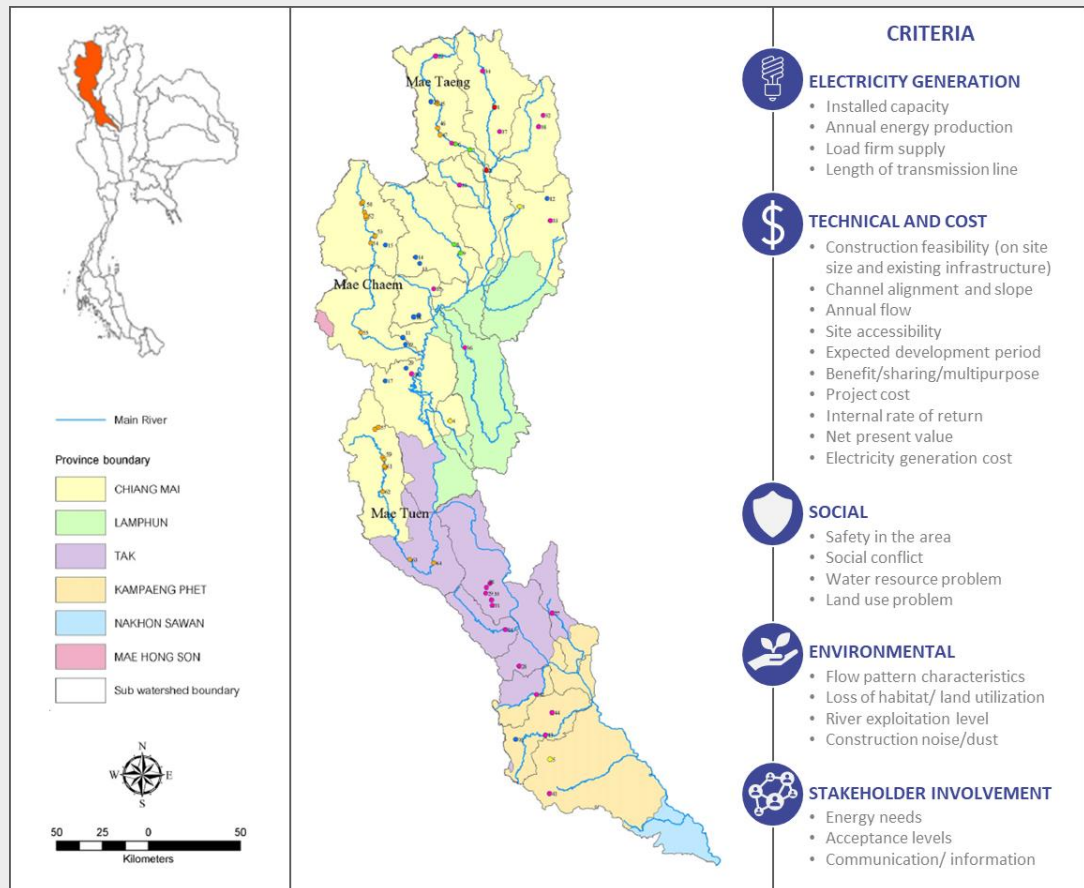 Main River
Province boundary
CHIANG MAI
LAMPHUN
TAK
KAMPAENG PHET
NAKHON SAWAN
MAE HONG SON
Sub watershed boundary
N
W
E
S
50
25
0
50
Kilometers
Mae Taeng
Mae Chaem
Mae Tuen
CRITERIA
ELECTRICITY GENERATION
• Installed capacity
• Annual energy production
• Load firm supply
• Length of transmission line
$
TECHNICAL AND COST
• Construction feasibility (on site
size and existing infrastructure)
• Channel alignment and slope
• Annual flow
• Site accessibility
• Expected development period
• Benefit/sharing/multipurpose
• Project cost
• Internal rate of return
• Net present value
• Electricity generation cost
SOCIAL
• Safety in the area
• Social conflict
• Water resource problem
• Land use problem
ENVIRONMENTAL
• Flow pattern characteristics
• Loss of habitat/ land utilization
• River exploitation level
• Construction noise/dust
STAKEHOLDER INVOLVEMENT
• Energy needs
• Acceptance levels
• Communication/ information